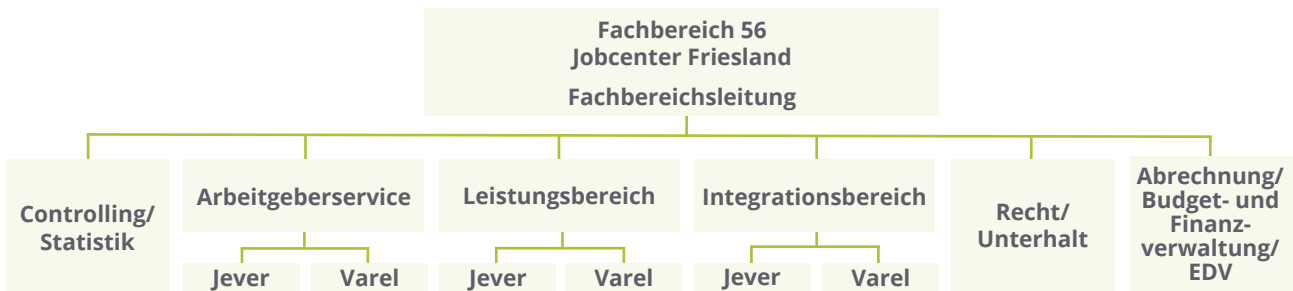 Fachbereich 56
Jobcenter Friesland
Fachbereichsleitung
Controlling/
Statistik
Arbeitgeberservice
Jever
Varel
Leistungsbereich
Jever
Varel
Integrationsbereich
Jever
Varel
Recht/
Unterhalt
Abrechnung/
Budget- und
Finanz-
verwaltung/
EDV